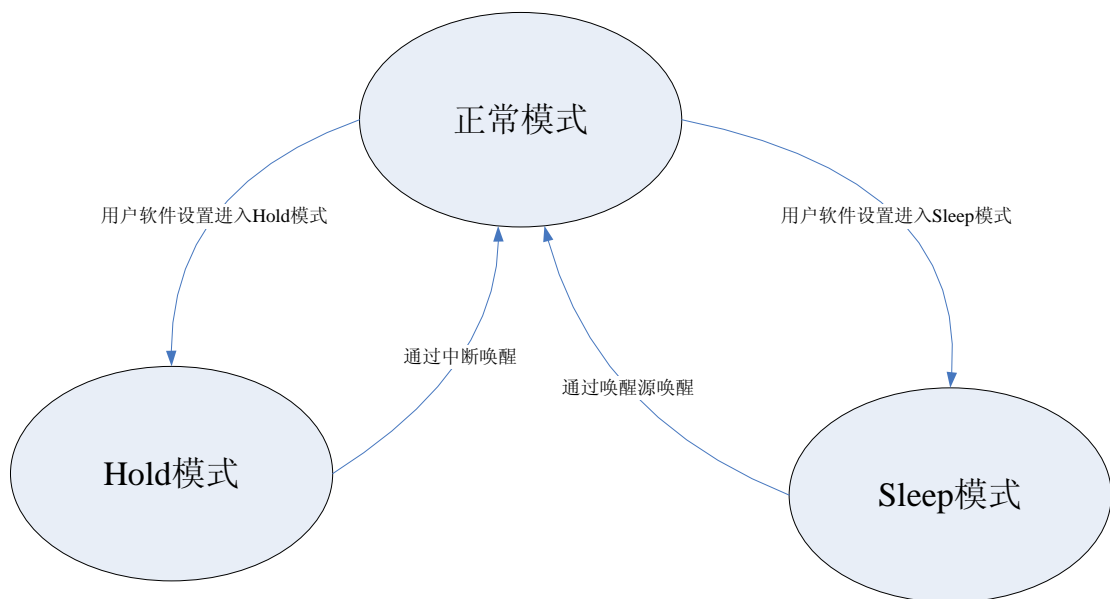 正常模式
用户软件设置进入Hold模式
用户软件设置进入Sleep模式
通过中断唤醒
通过唤醒源唤醒
Hold模式
Sleep模式